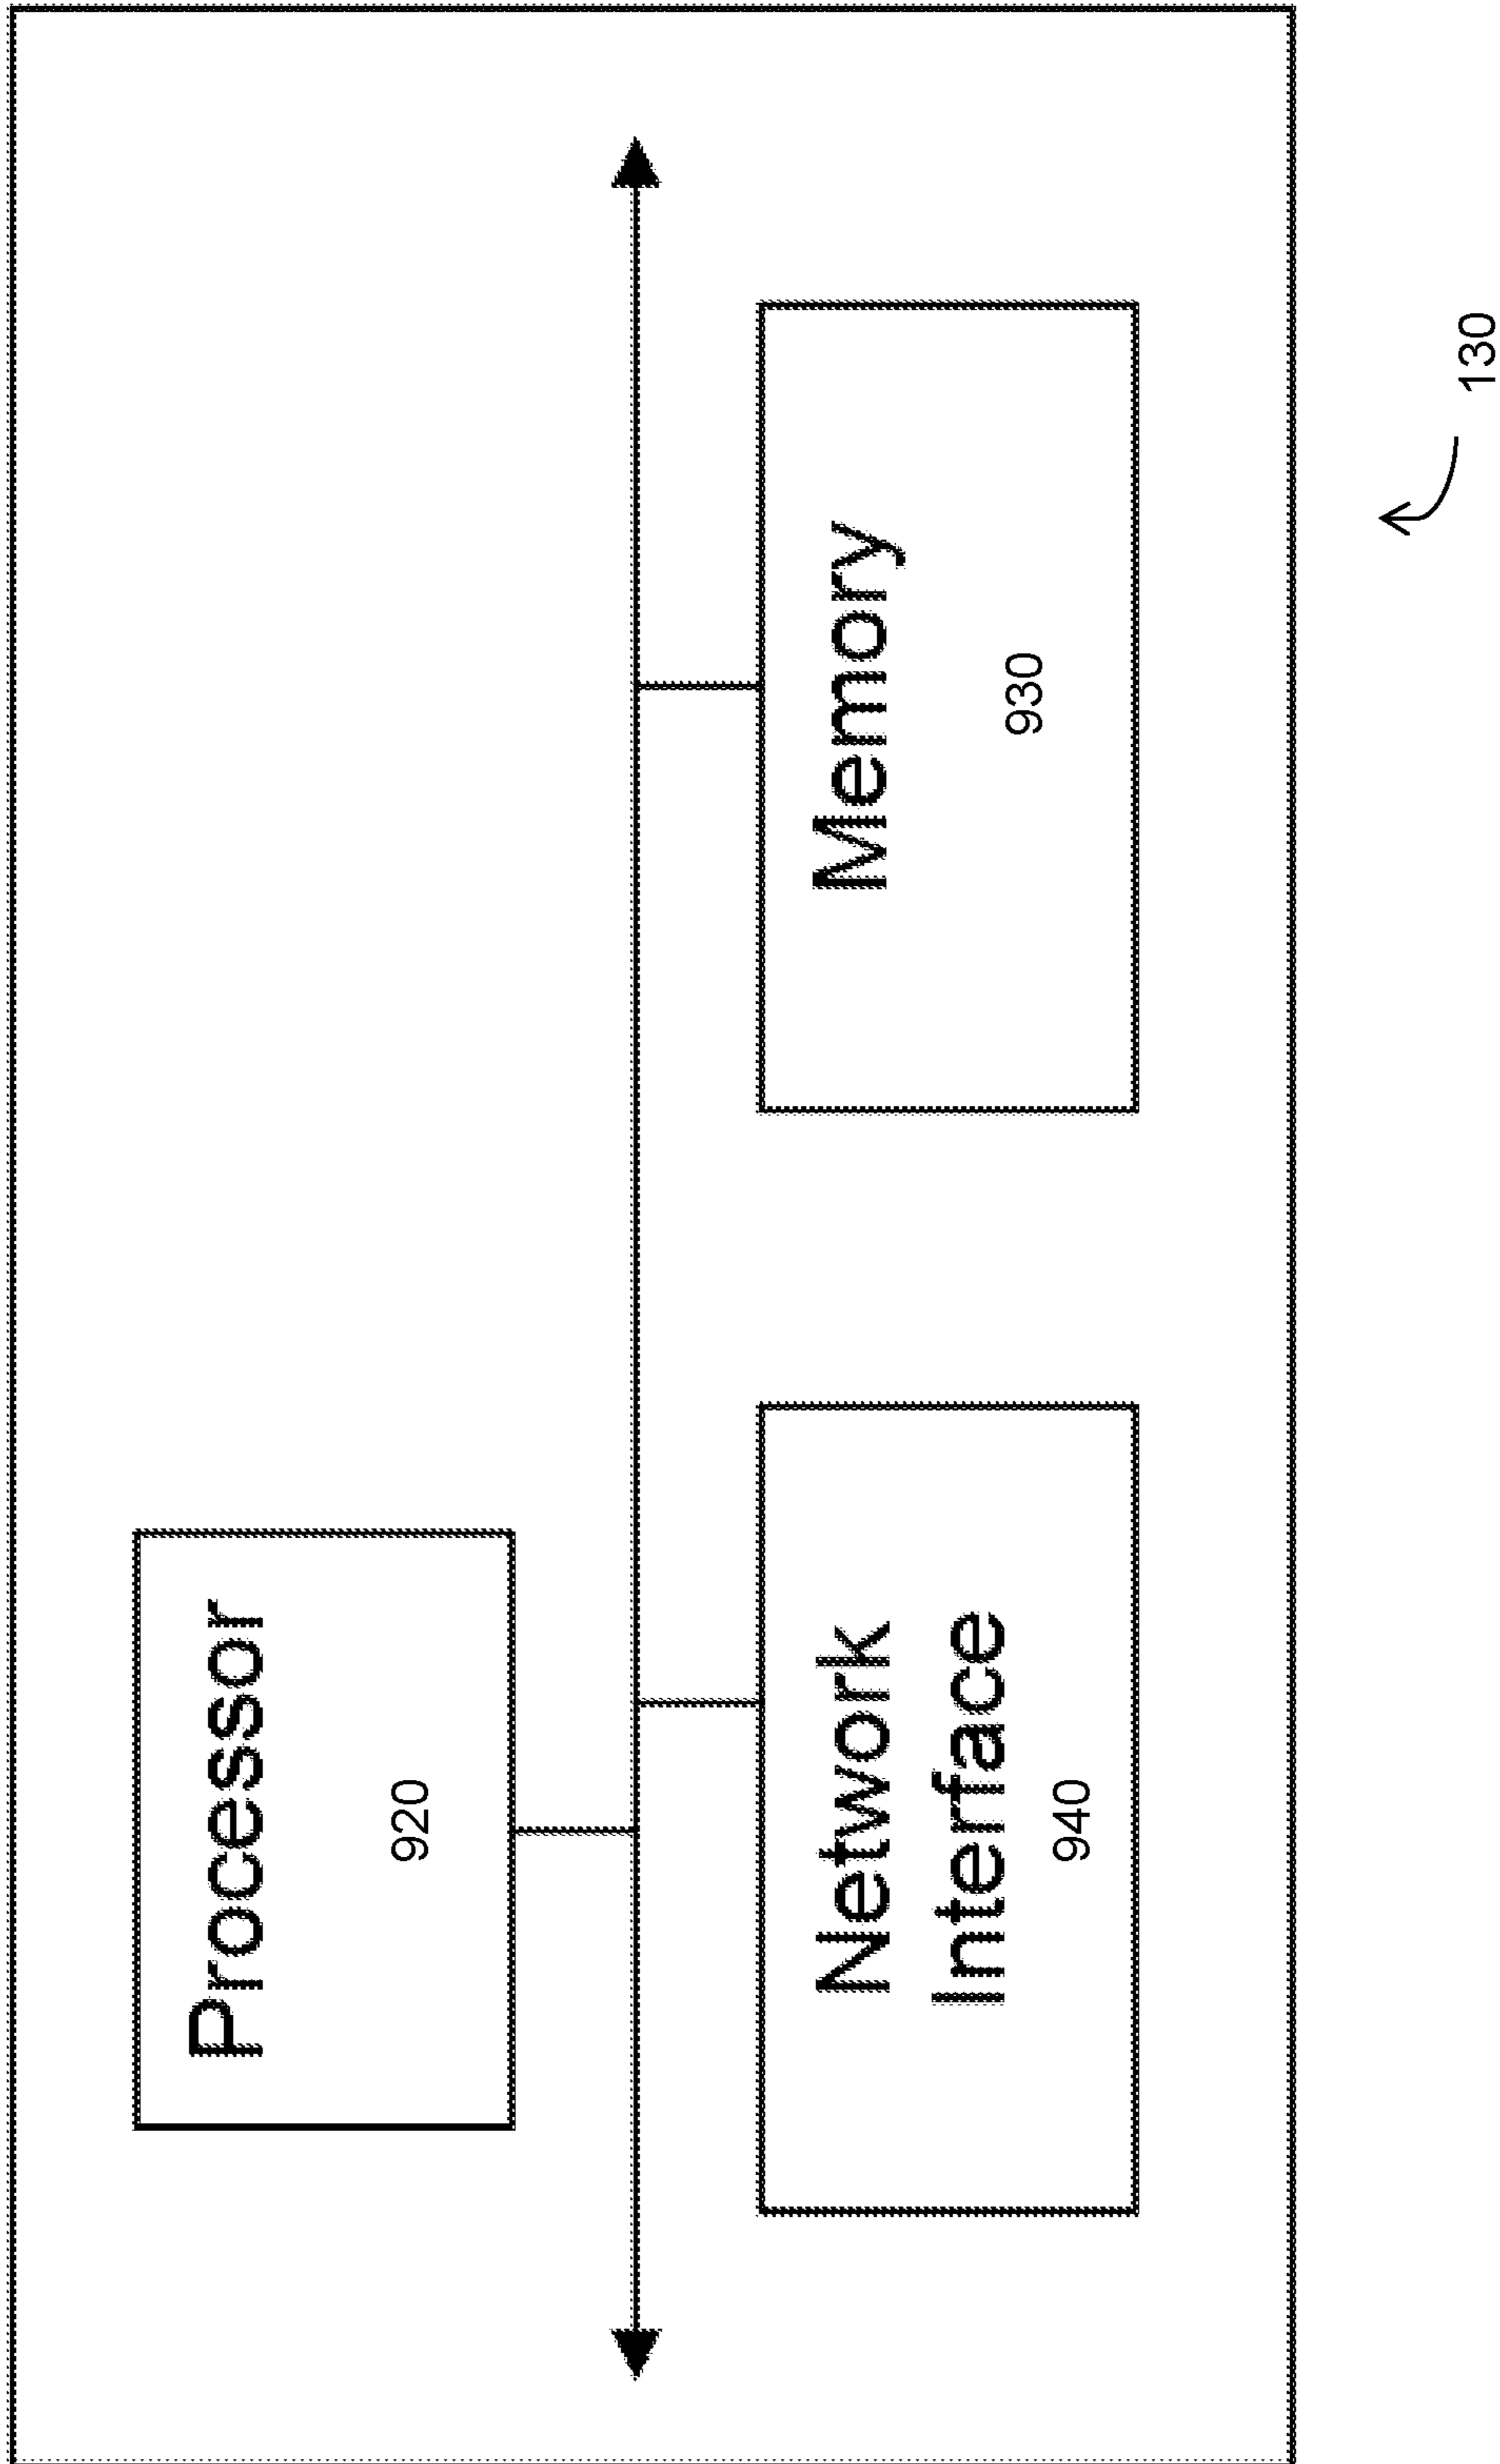 Processor
920
Network
Interface
940
Memory
930
130